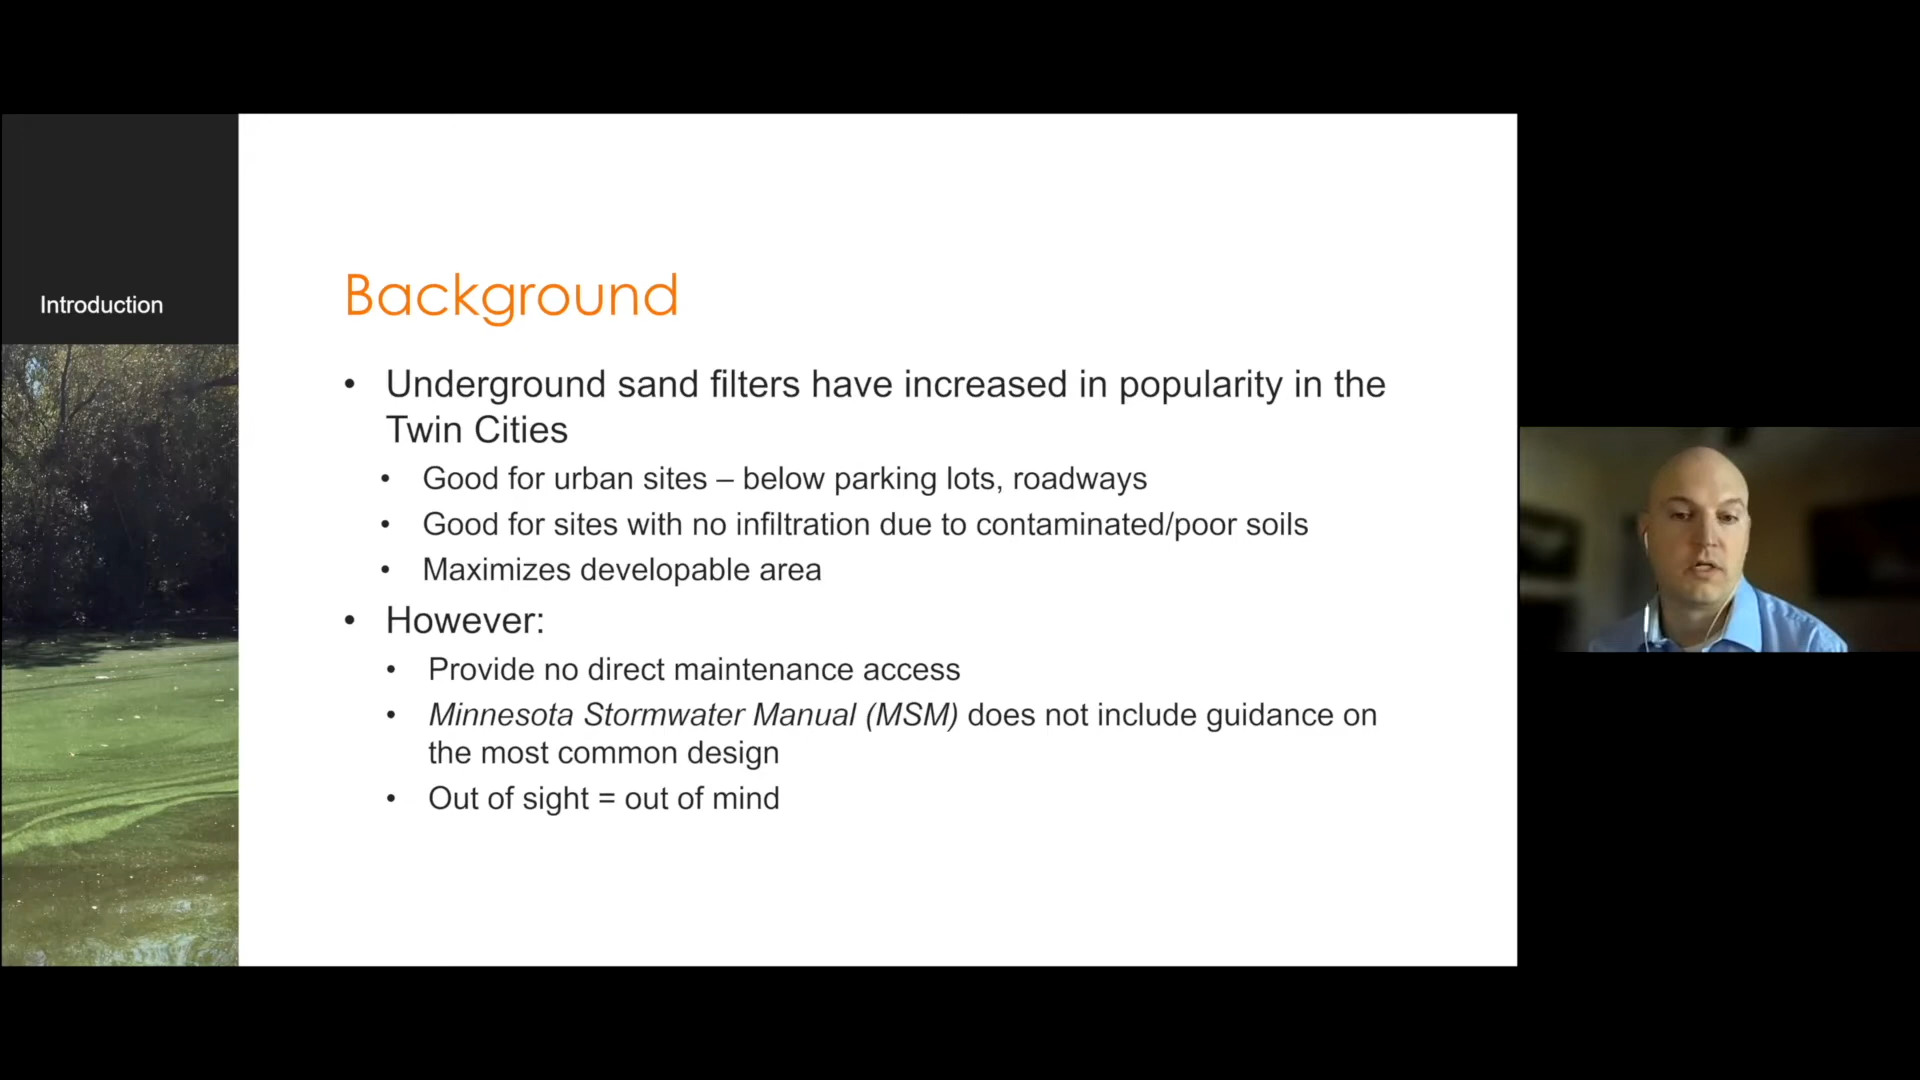 Introduction
Background
• Underground sand filters have increased in popularity in the
Twin Cities
• Good for urban sites – below parking lots, roadways
• Good for sites with no infiltration due to contaminated/poor soils
• Maximizes developable area
• However:
• Provide no direct maintenance access
• Minnesota Stormwater Manual (MSM) does not include guidance on
the most common design
• Out of sight = out of mind